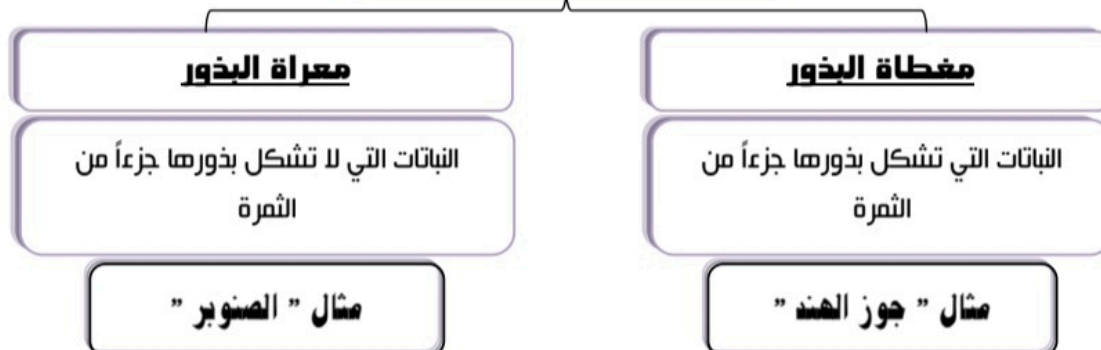 مغطاة البذور
النباتات التي تشكل بذورها جزءاً من
الثمرة
مثال " جوز الهند "
معراة البذور
النباتات التي لا تشكل بذورها جزءاً من
الثمرة
مثال " الصنوبر "